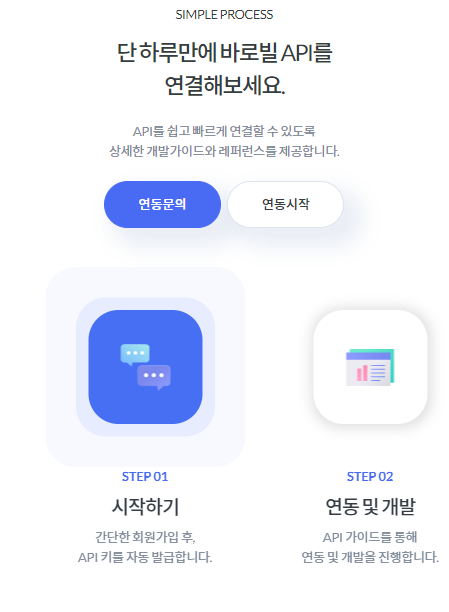 SIMPLE PROCESS
단 하루만에 바로빌 API를
연결해보세요.
API를 쉽고 빠르게 연결할 수 있도록
상세한 개발가이드와 레퍼런스를 제공합니다.
연동문의
연동시작
STEP 01
시작하기
간단한 회원가입 후,
API 키를 자동 발급합니다.
STEP 02
연동 및 개발
API 가이드를 통해
연동 및 개발을 진행합니다.